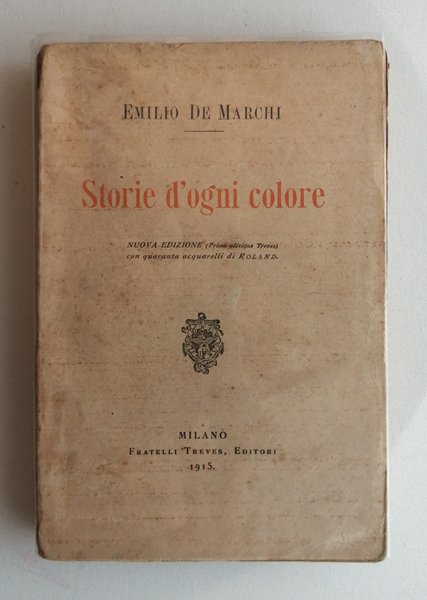 EMILIO DE MARCHI
Storie d'ogni colore
NUOVA EDIZIONE (Prima edizione Treves)
con quaranta acquarelli di ROLAND.
MILANO
FRATELLI TREVES, EDITORI
1915.